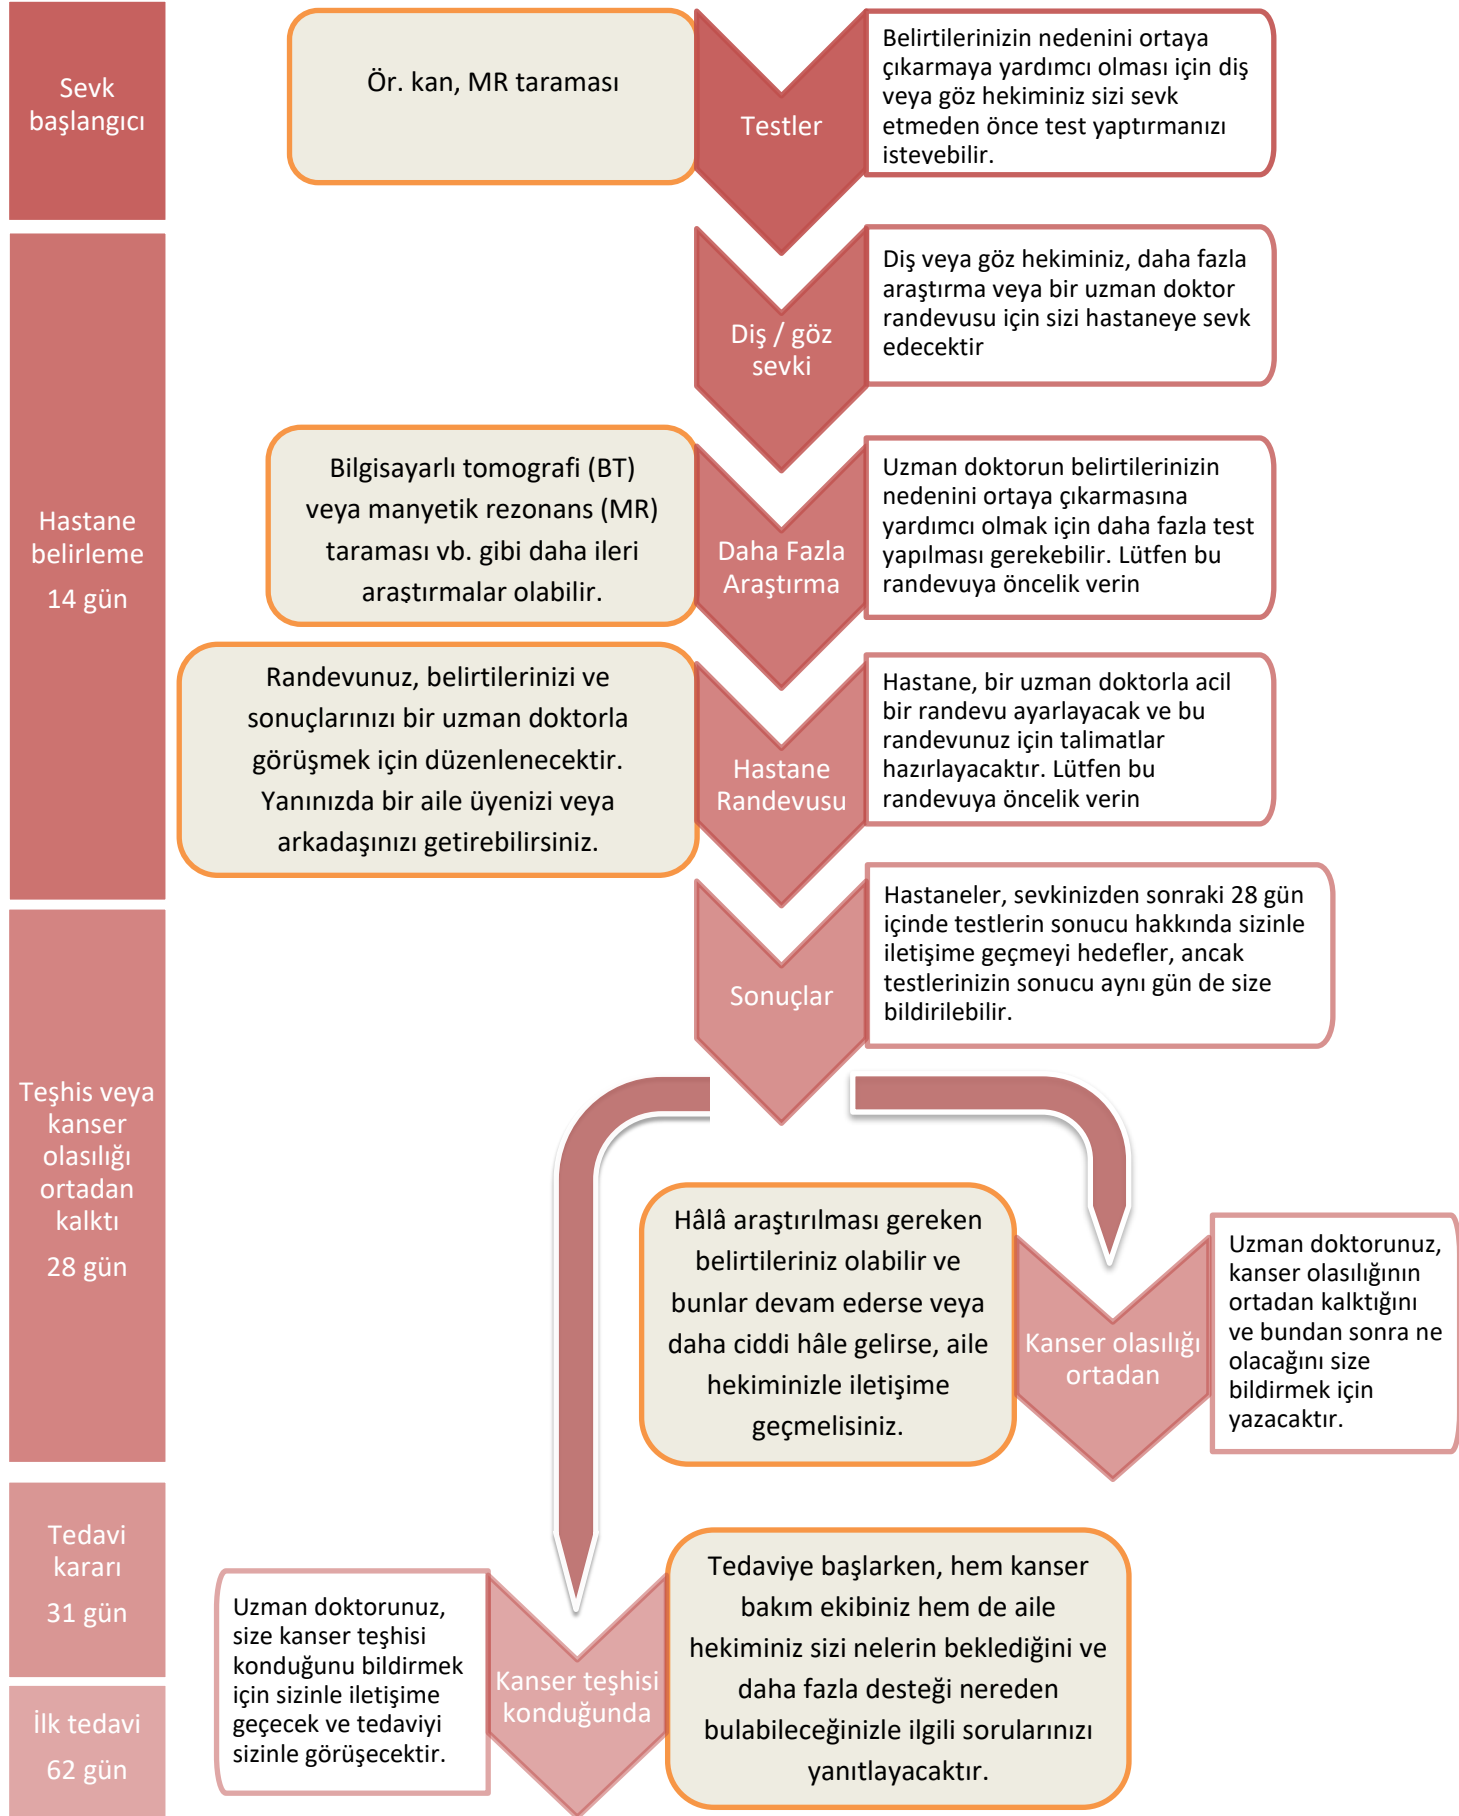 Sevk
başlangıcı
Ör. kan, MR taraması
Testler
Belirtilerinizin nedenini ortaya
çıkarmaya yardımcı olması için diş
veya göz hekiminiz sizi sevk
etmeden önce test yaptırmanızı
istevebilir.
Hastane
belirleme
14 gün
Diş / göz
sevki
Diş veya göz hekiminiz, daha fazla
araştırma veya bir uzman doktor
randevusu için sizi hastaneye sevk
edecektir
Bilgisayarlı tomografi (BT)
veya manyetik rezonans (MR)
taraması vb. gibi daha ileri
araştırmalar olabilir.
Daha Fazla
Araştırma
Uzman doktorun belirtilerinizin
nedenini ortaya çıkarmasına
yardımcı olmak için daha fazla test
yapılması gerekebilir. Lütfen bu
randevuya öncelik verin
Randevunuz, belirtilerinizi ve
sonuçlarınızı bir uzman doktorla
görüşmek için düzenlenecektir.
Yanınızda bir aile üyenizi veya
arkadaşınızı getirebilirsiniz.
Hastane
Randevusu
Hastane, bir uzman doktorla acil
bir randevu ayarlayacak ve bu
randevunuz için talimatlar
hazırlayacaktır. Lütfen bu
randevuya öncelik verin
Teşhis veya
kanser
olasılığı
ortadan
kalktı
28 gün
Sonuçlar
Hastaneler, sevkinizden sonraki 28 gün
içinde testlerin sonucu hakkında sizinle
iletişime geçmeyi hedefler, ancak
testlerinizin sonucu aynı gün de size
bildirilebilir.
Hâlâ araştırılması gereken
belirtileriniz olabilir ve
bunlar devam ederse veya
daha ciddi hâle gelirse, aile
hekiminizle iletişime
geçmelisiniz.
Kanser olasılığı
ortadan
Uzman doktorunuz,
kanser olasılığının
ortadan kalktığını
ve bundan sonra ne
olacağını size
bildirmek için
yazacaktır.
Tedavi
kararı
31 gün
İlk tedavi
62 gün
Uzman doktorunuz,
size kanser teşhisi
konduğunu bildirmek
için sizinle iletişime
geçecek ve tedaviyi
sizinle görüşecektir.
Kanser teşhisi
konduğunda
Tedaviye başlarken, hem kanser
bakım ekibiniz hem de aile
hekiminiz sizi nelerin beklediğini ve
daha fazla desteği nereden
bulabileceğinizle ilgili sorularınızı
yanıtlayacaktır.